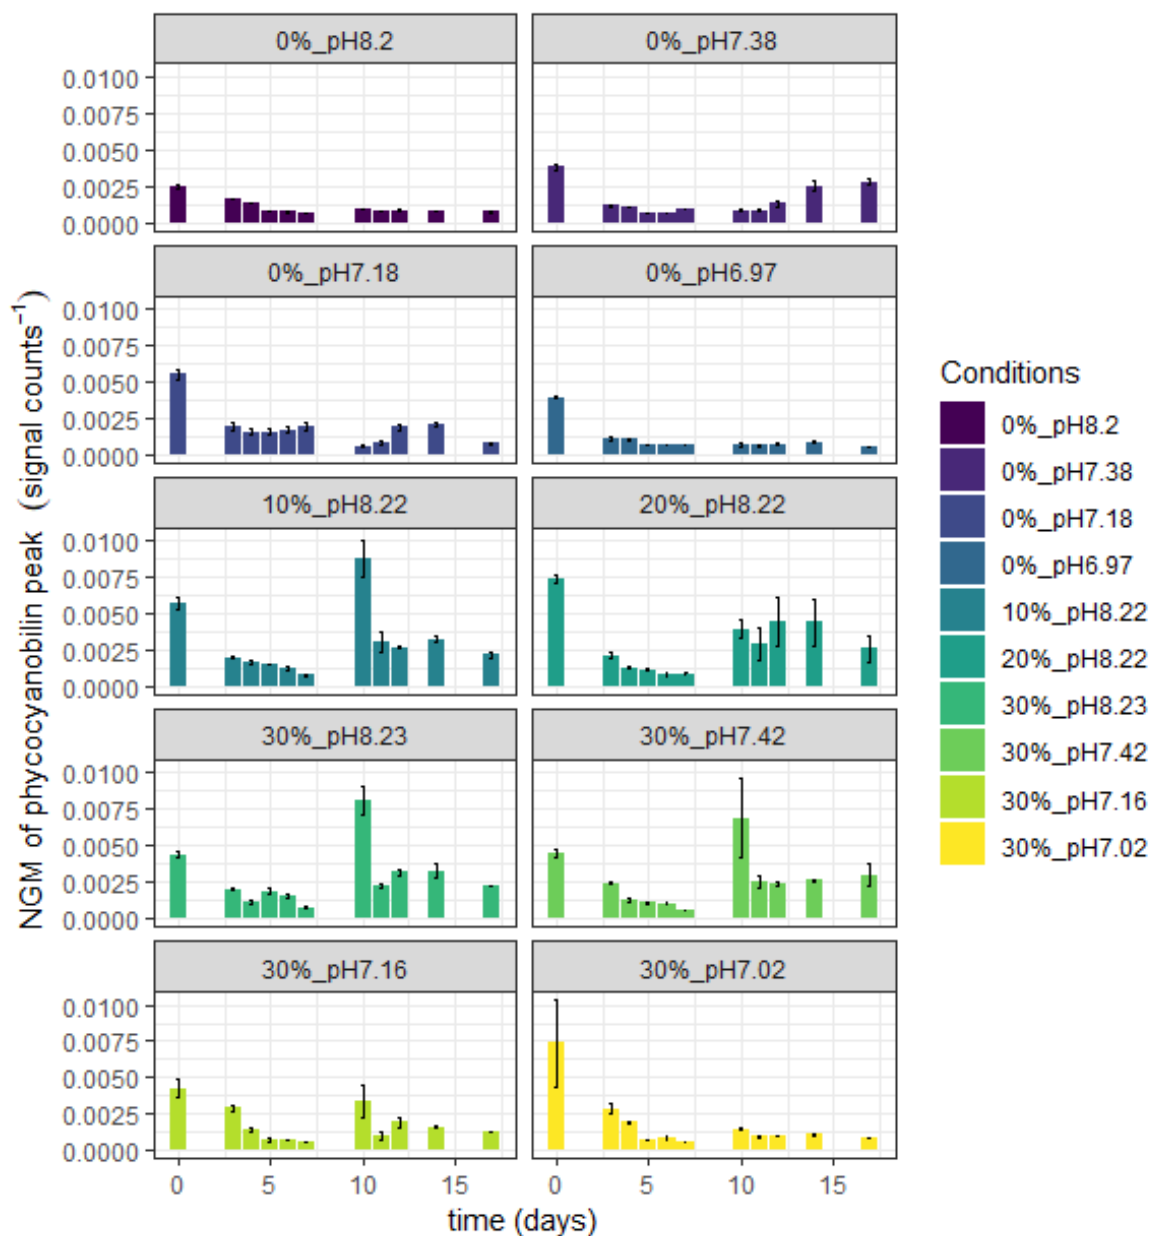 0%_pH8.2
0%_pH7.38
0.0100
0.0075
0.0050
0.0025
0.0000
0%_pH7.18
0%_pH6.97
0.0100
0.0075
0.0050
0.0025
0.0000
10%_pH8.22
20%_pH8.22
0.0100
0.0075
0.0050
0.0025
0.0000
30%_pH8.23
30%_pH7.42
0.0100
0.0075
0.0050
0.0025
0.0000
30%_pH7.16
30%_pH7.02
0.0100
0.0075
0.0050
0.0025
0.0000
0 5 10 15
0 5 10 15
time (days)
NGM of phycocyanobilin peak (signal counts⁻¹)
Conditions
0%_pH8.2
0%_pH7.38
0%_pH7.18
0%_pH6.97
10%_pH8.22
20%_pH8.22
30%_pH8.23
30%_pH7.42
30%_pH7.16
30%_pH7.02